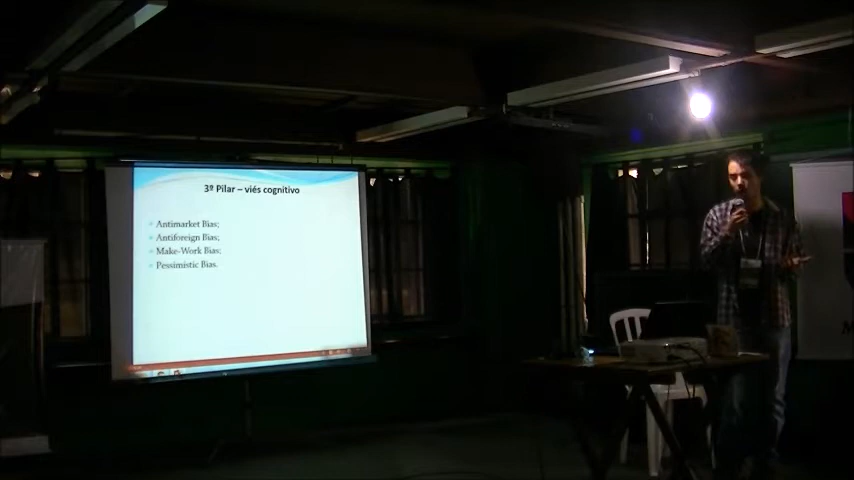 3º Pilar – viés cognitivo
Antimarket Bias;
Antiforeign Bias;
Make-Work Bias;
Pessimistic Bias.